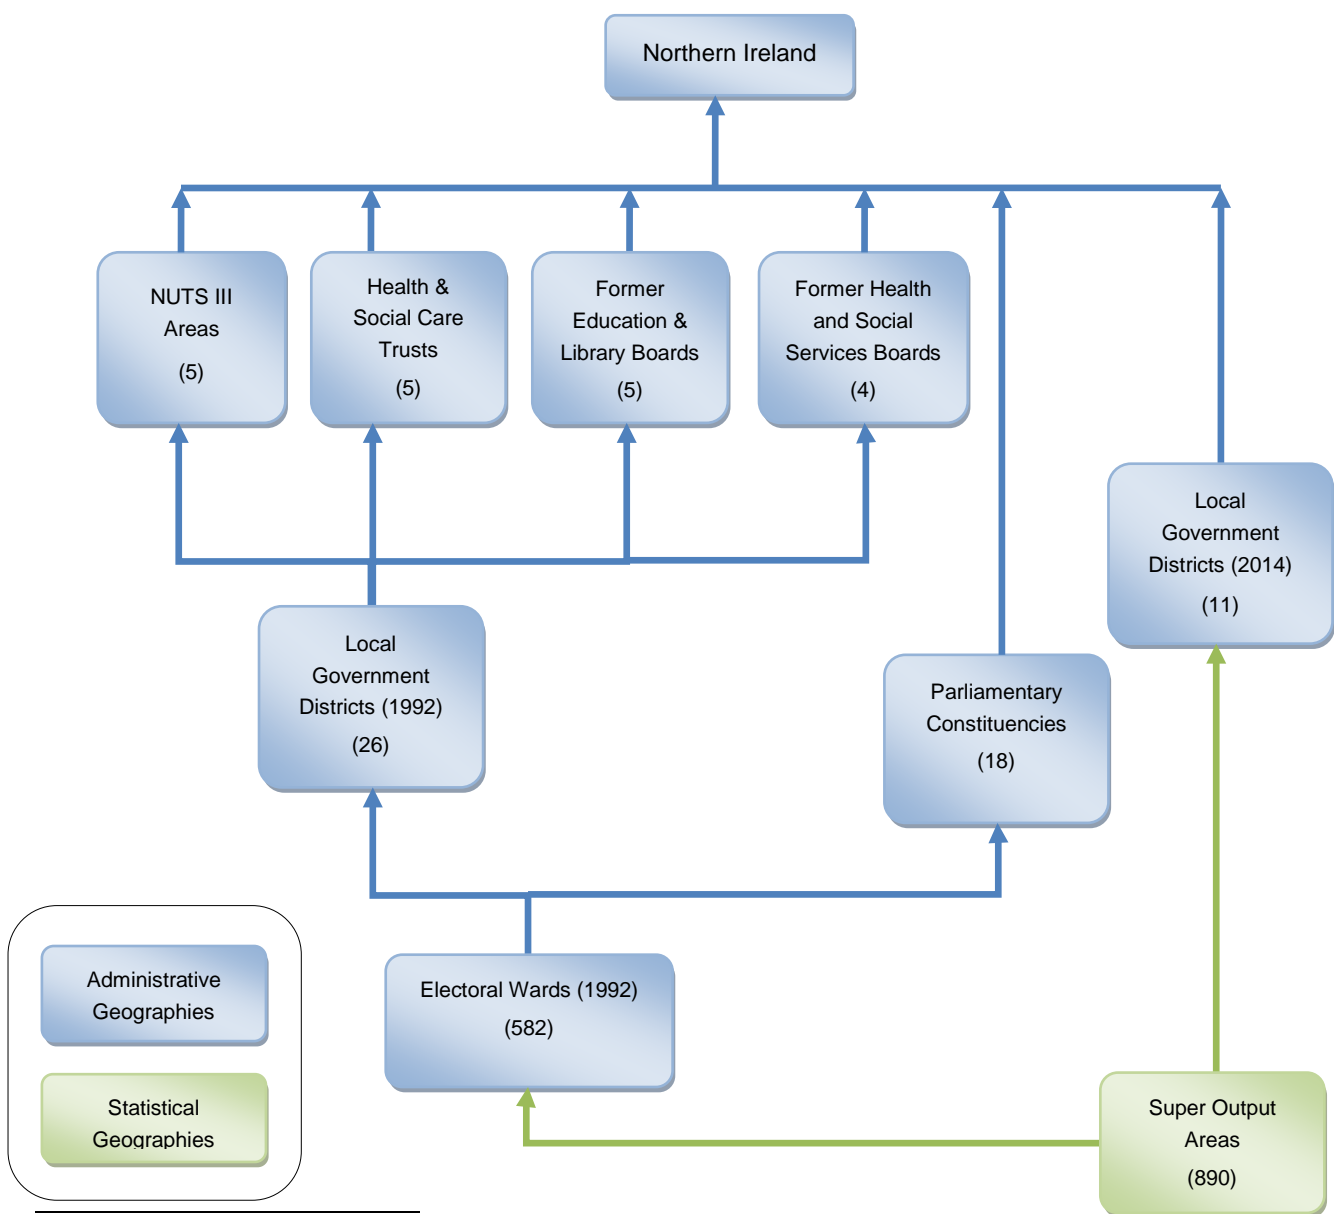 Northern Ireland
NUTS III
Areas
(5)
Health &
Social Care
Trusts
(5)
Former
Education &
Library Boards
(5)
Former Health
and Social
Services Boards
(4)
Local
Government
Districts (2014)
(11)
Local
Government
Districts (1992)
(26)
Parliamentary
Constituencies
(18)
Administrative
Geographies
Electoral Wards (1992)
(582)
Statistical
Geographies
Super Output
Areas
(890)